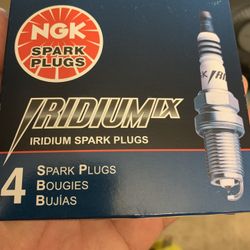 NGK
SPARK
PLUGS
IRIDIUM IX
IRIDIUM SPARK PLUGS
4
SPARK PLUGS
BOUGIES
BUJÍAS